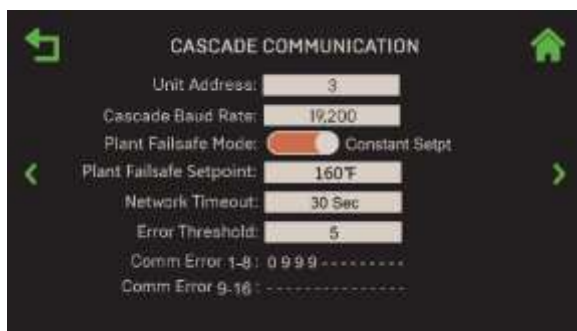 CASCADE COMMUNICATION
Unit Address: 3
Cascade Baud Rate: 19,200
Plant Failsafe Mode: Constant Setpt
Plant Failsafe Setpoint: 160℉
Network Timeout: 30 Sec
Error Threshold: 5
Comm Error 1-8: 0 9 9 9 - - - - - - - - -
Comm Error 9-16: - - - - - - - - - - - - - -